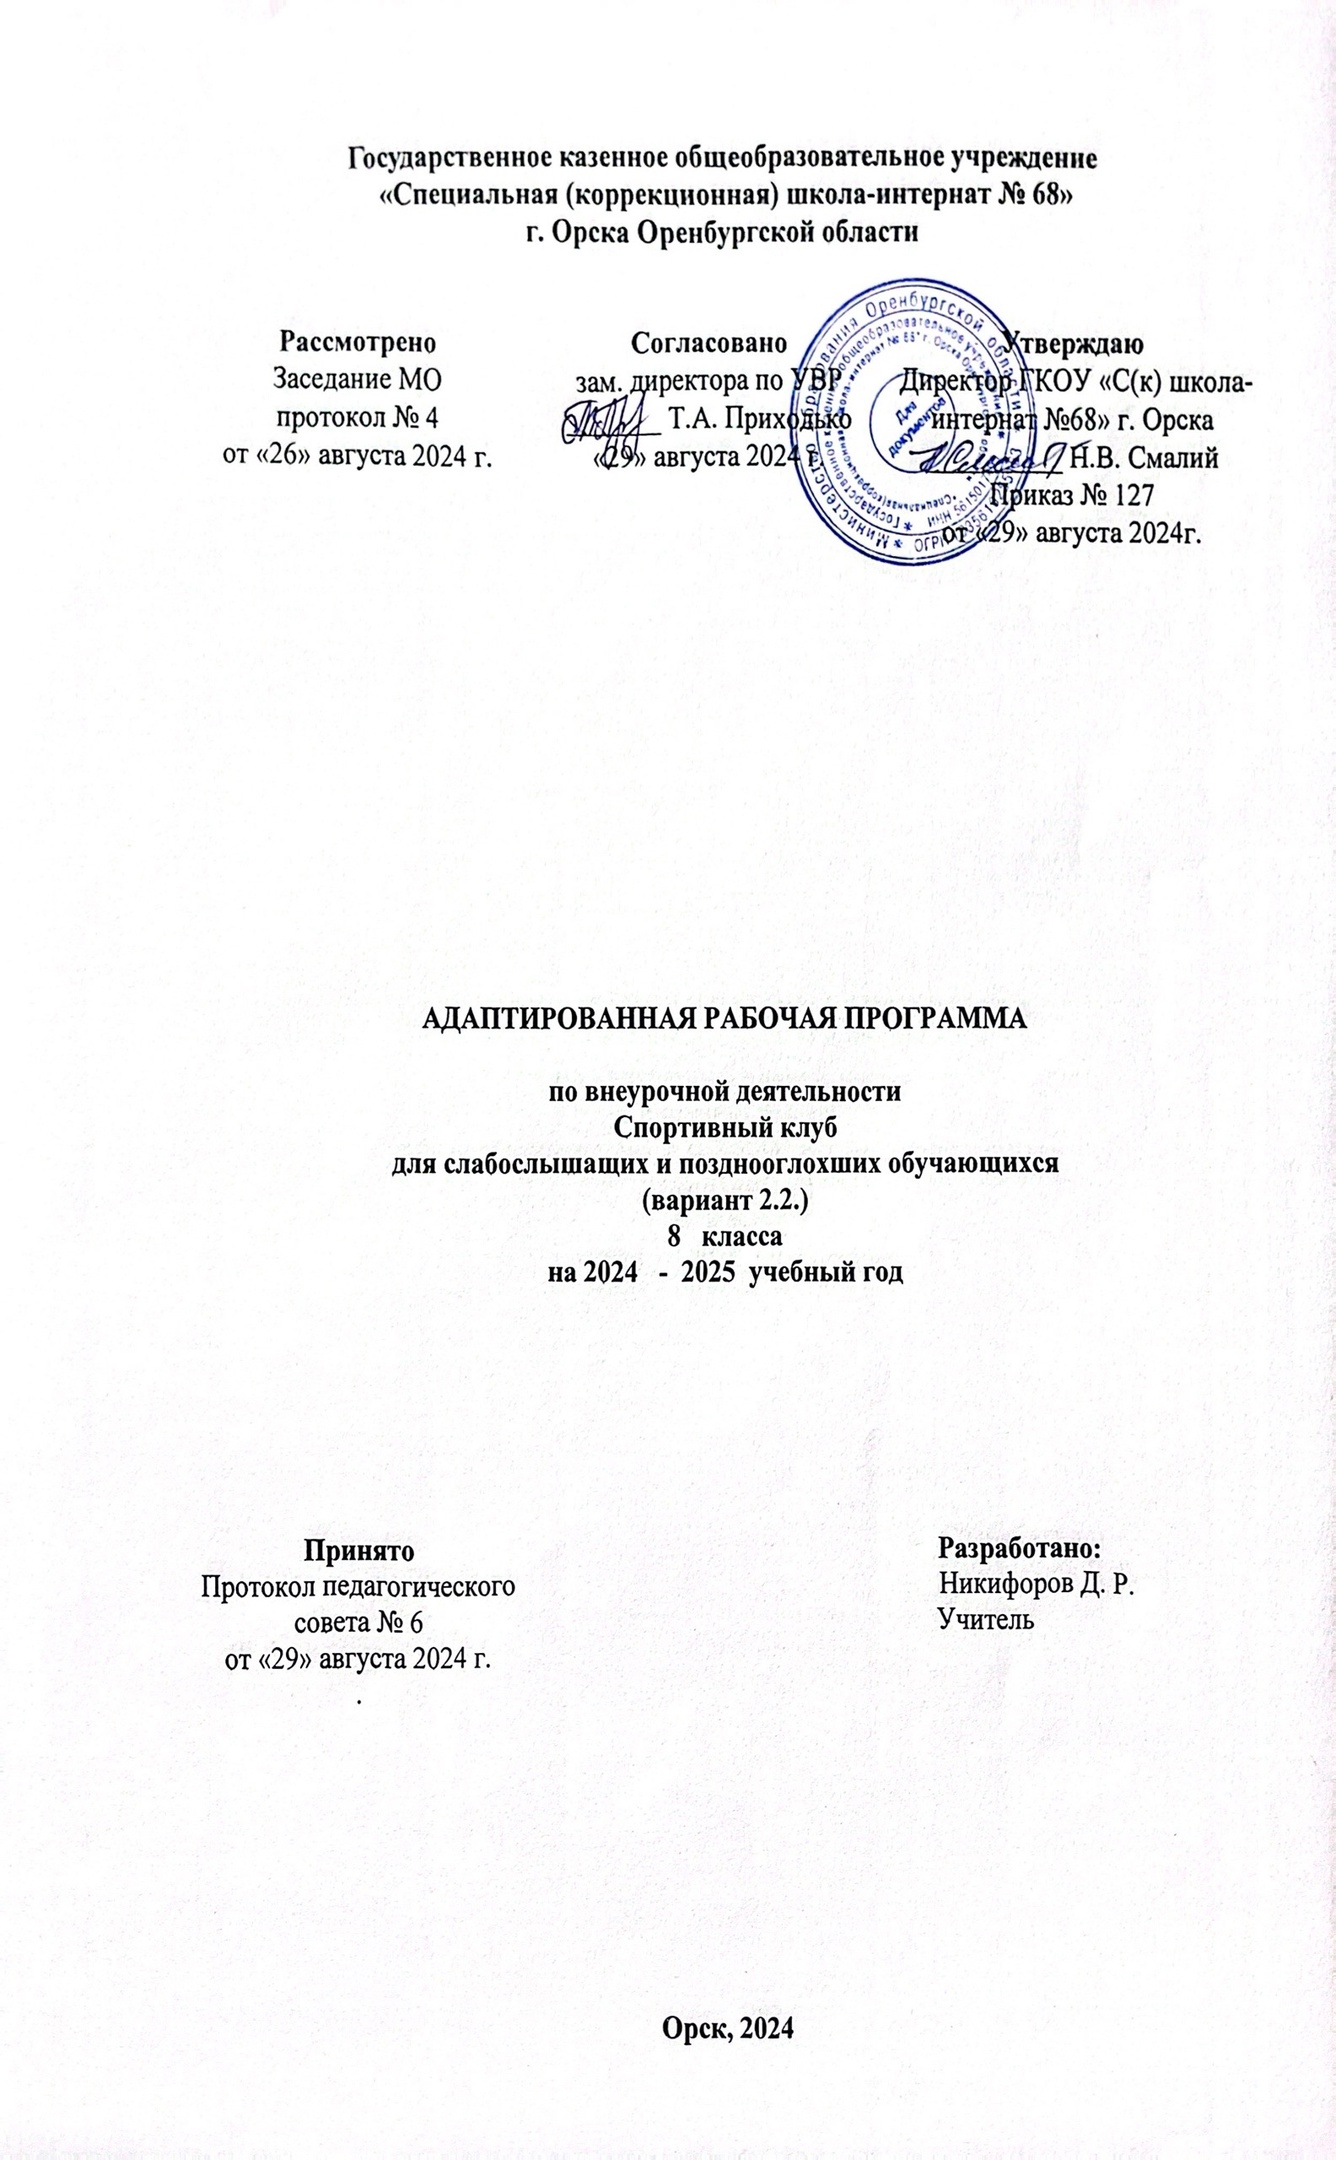 Государственное казенное общеобразовательное учреждение
«Специальная (коррекционная) школа-интернат № 68»
г. Орска Оренбургской области
Рассмотрено
Заседание МО
протокол № 4
от «26» августа 2024 г.
Согласовано
зам. директора по УВР
Т.А. Приходько
«29» августа 2024 г.
Утверждаю
Директор ГКОУ «С(к) школа-
интернат №68» г. Орска
Н.В. Смалий
Приказ № 127
от «29» августа 2024г.
Для
документов
АДАПТИРОВАННАЯ РАБОЧАЯ ПРОГРАММА
по внеурочной деятельности
Спортивный клуб
для слабослышащих и позднооглохших обучающихся
(вариант 2.2.)
8 класса
на 2024 - 2025 учебный год
Принято
Протокол педагогического
совета № 6
от «29» августа 2024 г.
.
Разработано:
Никифоров Д. Р.
Учитель
Орск, 2024